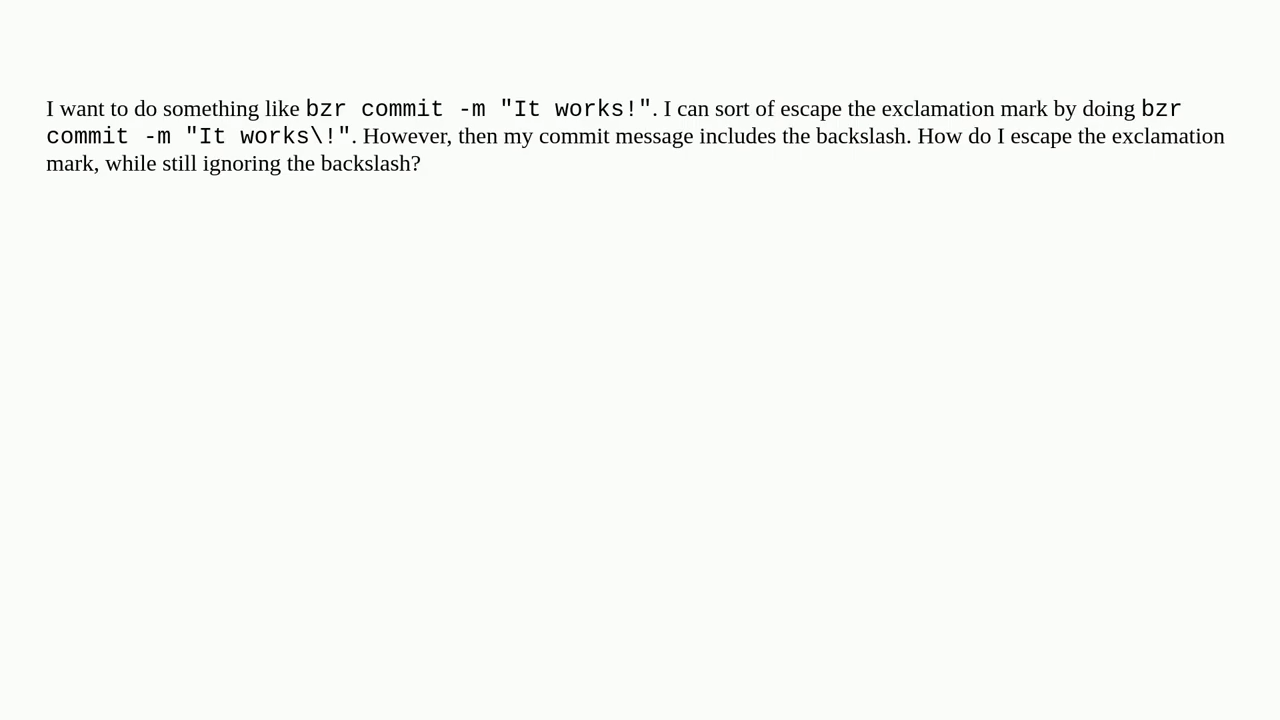 I want to do something like bzr commit -m "It works!". I can sort of escape the exclamation mark by doing bzr
commit -m "It works\!". However, then my commit message includes the backslash. How do I escape the exclamation
mark, while still ignoring the backslash?